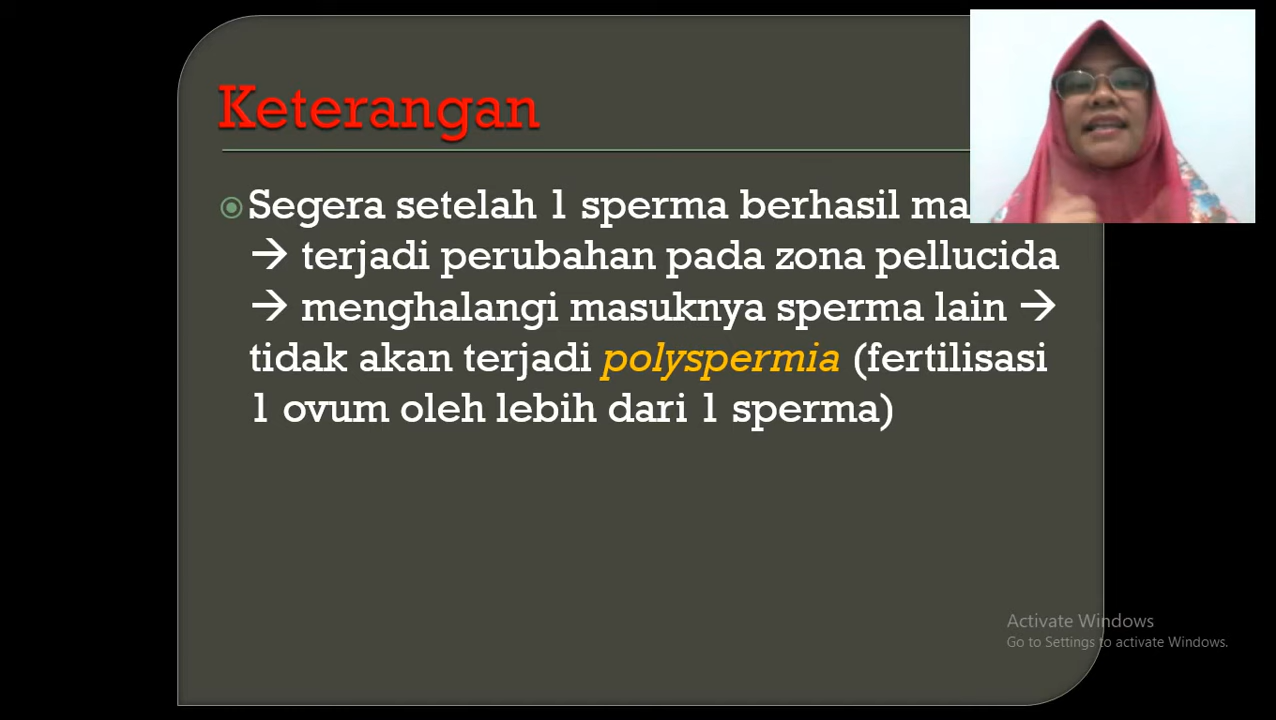 Keterangan
Segera setelah 1 sperma berhasil
→ terjadi perubahan pada zona pellucida
→ menghalangi masuknya sperma lain →
tidak akan terjadi polyspermia (fertilisasi
1 ovum oleh lebih dari 1 sperma)
Activate Windows
Go to Settings to activate Windows.